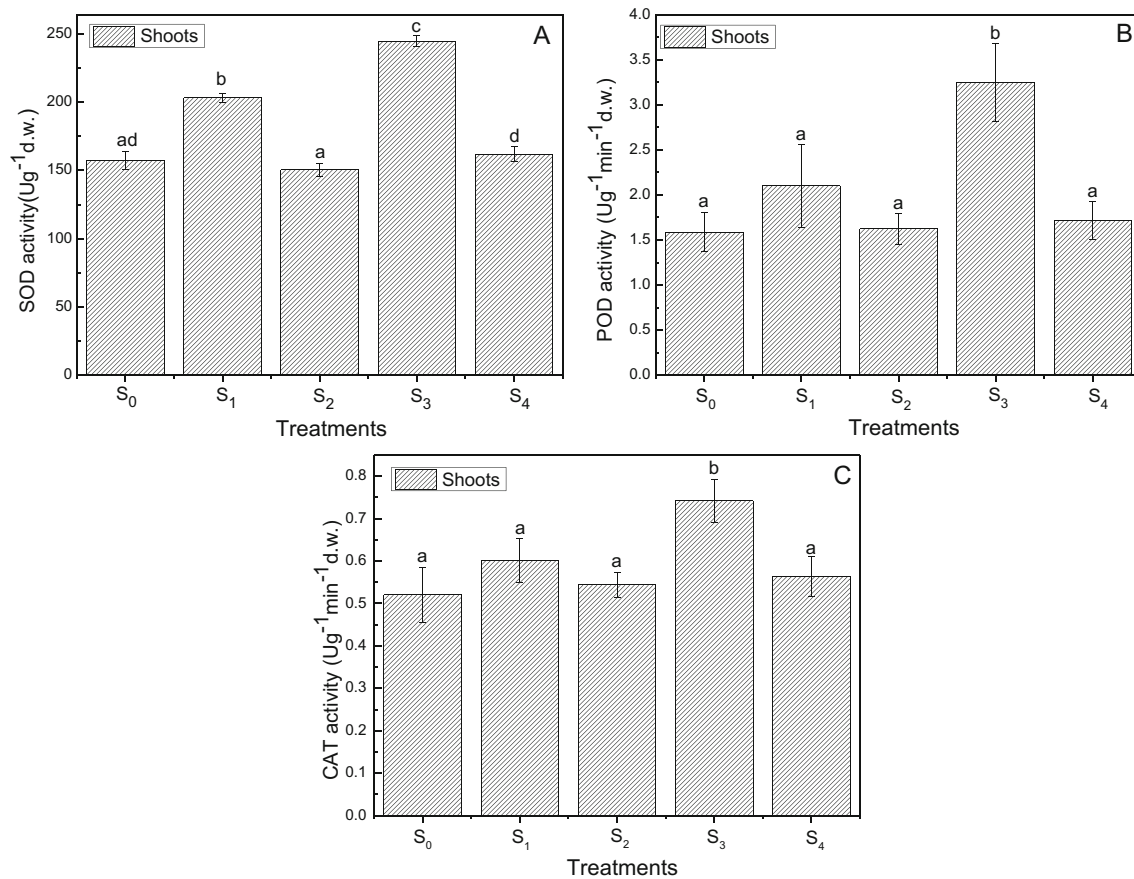 Shoots
A
SOD activity(Ug⁻¹d.w.)
250
200
150
100
50
0
ad
b
a
c
d
S₀
S₁
S₂
S₃
S₄
Treatments
Shoots
B
POD activity (Ug⁻¹min⁻¹d.w.)
4.0
3.5
3.0
2.5
2.0
1.5
1.0
0.5
0.0
a
a
a
b
a
S₀
S₁
S₂
S₃
S₄
Treatments
Shoots
C
CAT activity (Ug⁻¹min⁻¹d.w.)
0.8
0.7
0.6
0.5
0.4
0.3
0.2
0.1
0.0
a
a
a
b
a
S₀
S₁
S₂
S₃
S₄
Treatments